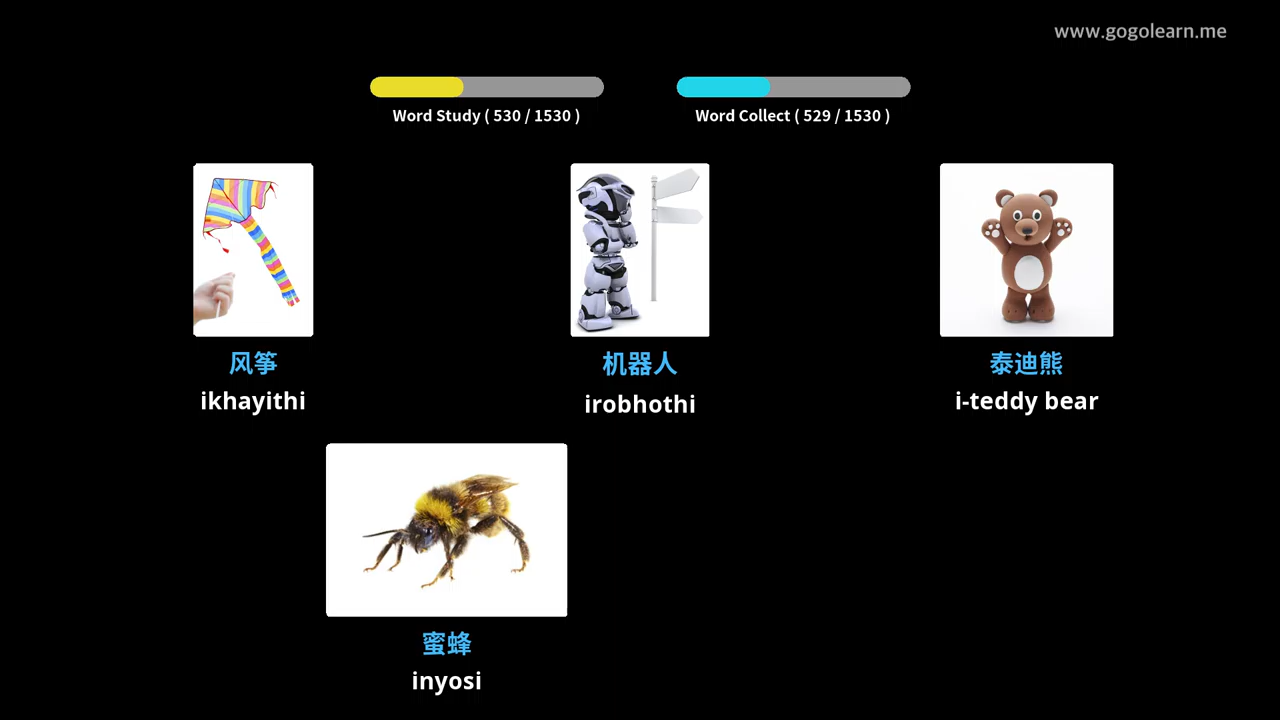 www.gogolearn.me
Word Study ( 530 / 1530 )
Word Collect ( 529 / 1530 )
风筝
机器人
泰迪熊
ikhayithi
irobhothi
i-teddy bear
蜜蜂
inyosi